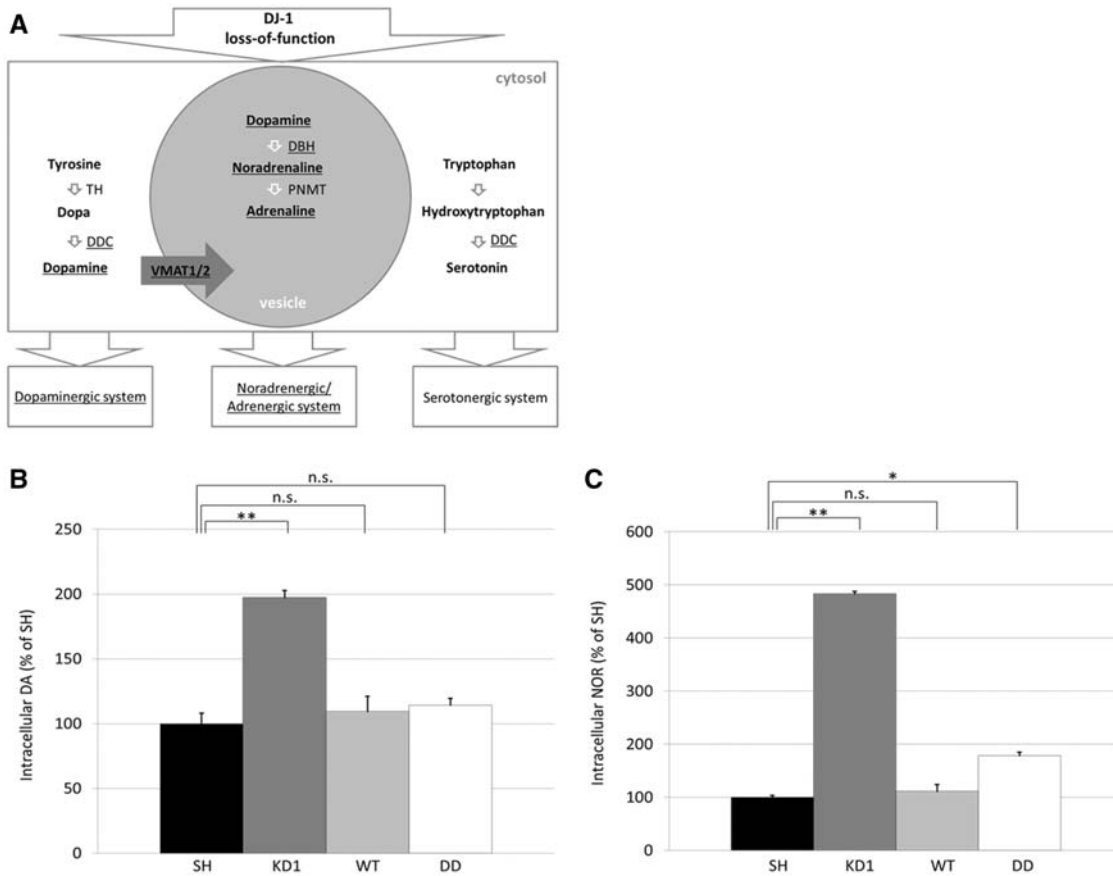 A
DJ-1
loss-of-function
cytosol
Tyrosine
TH
Dopa
DDC
Dopamine
VMAT1/2
Dopamine
DBH
Noradrenaline
PNMT
Adrenaline
vesicle
Tryptophan
Hydroxytryptophan
DDC
Serotonin
Dopaminergic system
Noradrenergic/
Adrenergic system
Serotonergic system
B
n.s.
n.s.
**
Intracellular DA (% of SH)
250
200
150
100
50
0
SH KD1 WT DD
C
*
n.s.
**
Intracellular NOR (% of SH)
600
500
400
300
200
100
0
SH KD1 WT DD